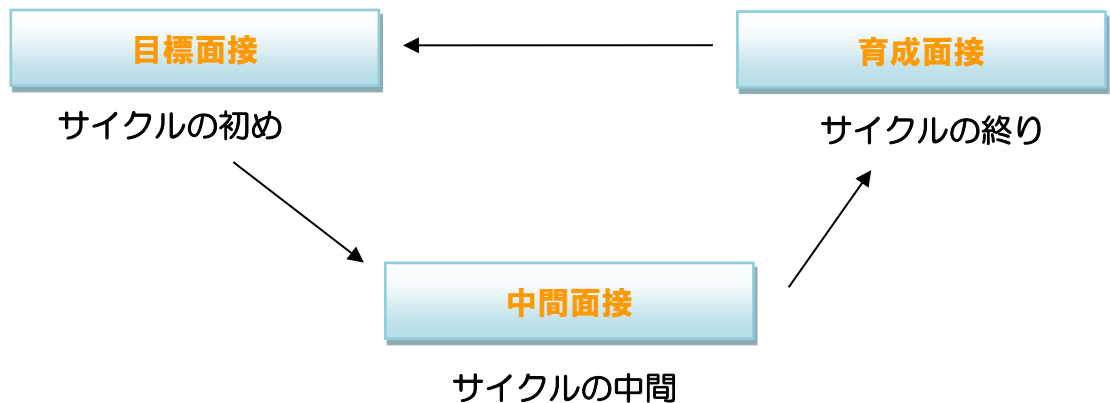 目標面接
育成面接
サイクルの初め
サイクルの終り
中間面接
サイクルの中間